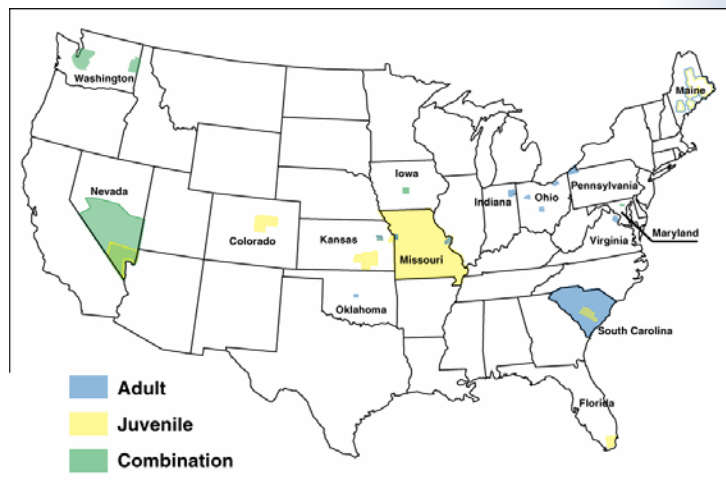 Washington
Maine
Nevada
Iowa
Indiana
Ohio
Pennsylvania
Colorado
Kansas
Missouri
Virginia
Maryland
Oklahoma
South Carolina
Florida
Adult
Juvenile
Combination